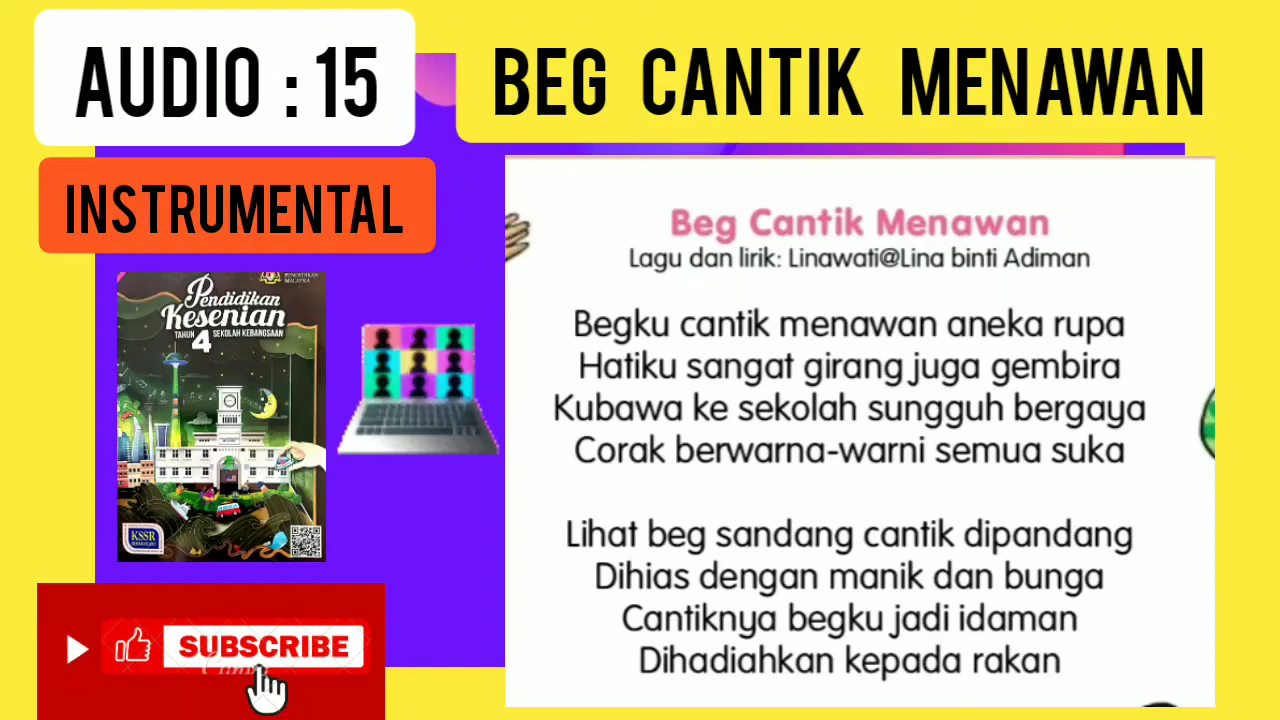 AUDIO : 15
BEG CANTIK MENAWAN
INSTRUMENTAL
Beg Cantik Menawan
Lagu dan lirik: Linawati@Lina binti Adiman
Begku cantik menawan aneka rupa
Hatiku sangat girang juga gembira
Kubawa ke sekolah sungguh bergaya
Corak berwarna-warni semua suka
Lihat beg sandang cantik dipandang
Dihias dengan manik dan bunga
Cantiknya begku jadi idaman
Dihadiahkan kepada rakan
PENDIDIKAN
MALAYSIA
Pendidikan
Kesenian
TAHUN 4 SEKOLAH KEBANGSAAN
KSSR
SUBSCRIBE